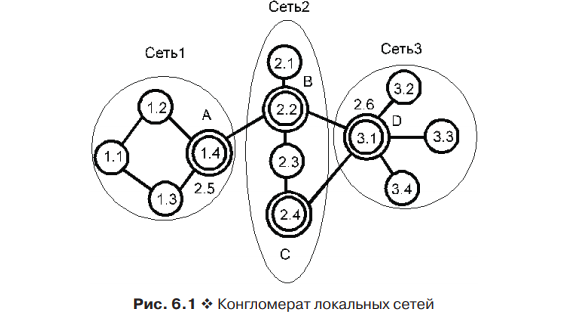 Сеть2
Сеть1
Сеть3
2.1
B
3.2
1.2
A
2.2
2.6
D
3.1
3.3
1.1
1.4
2.3
2.5
3.4
1.3
2.4
C
Рис. 6.1 ❖ Конгломерат локальных сетей